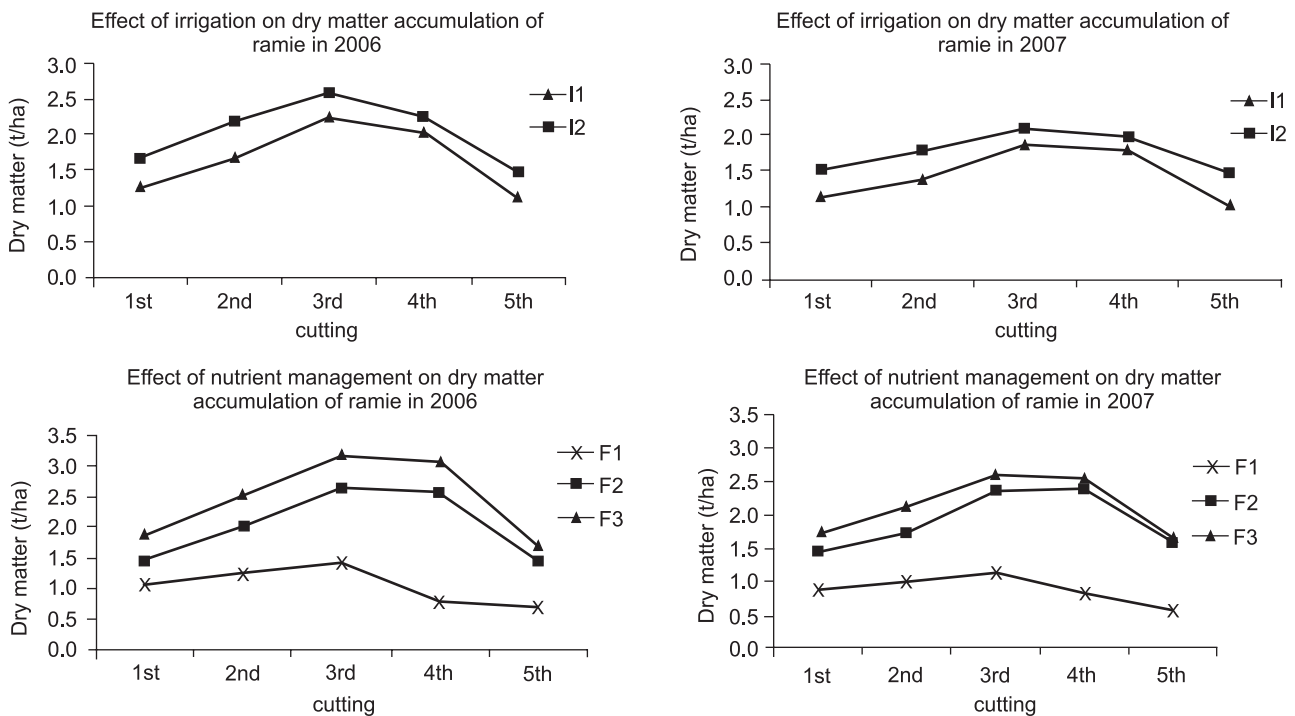 Effect of irrigation on dry matter accumulation of
ramie in 2006
3.0
2.5
2.0
1.5
1.0
0.5
0.0
Dry matter (t/ha)
I1
I2
1st 2nd 3rd 4th 5th
cutting
Effect of irrigation on dry matter accumulation of
ramie in 2007
3.0
2.5
2.0
1.5
1.0
0.5
0.0
Dry matter (t/ha)
I1
I2
1st 2nd 3rd 4th 5th
cutting
Effect of nutrient management on dry matter
accumulation of ramie in 2006
3.5
3.0
2.5
2.0
1.5
1.0
0.5
0.0
Dry matter (t/ha)
F1
F2
F3
1st 2nd 3rd 4th 5th
cutting
Effect of nutrient management on dry matter
accumulation of ramie in 2007
3.5
3.0
2.5
2.0
1.5
1.0
0.5
0.0
Dry matter (t/ha)
F1
F2
F3
1st 2nd 3rd 4th 5th
cutting